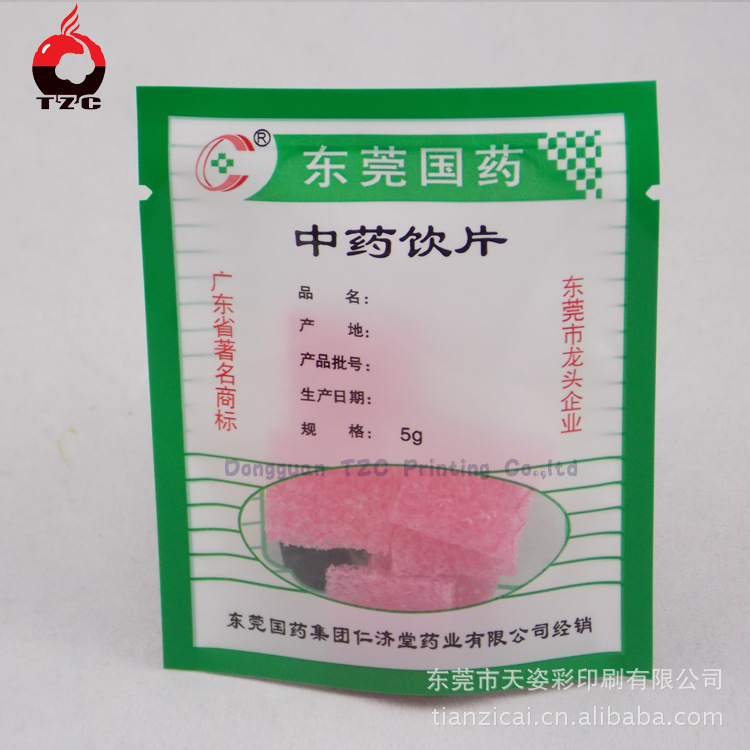 TZC
®
东莞国药
中药饮片
广东省著名商标
东莞市龙头企业
品 名：
产 地：
产品批号：
生产日期：
规 格： 5g
Dongguan TZC Printing Co.,ltd
东莞国药集团仁济堂药业有限公司经销
东莞市天姿彩印刷有限公司
tianzicai.cn.alibaba.com